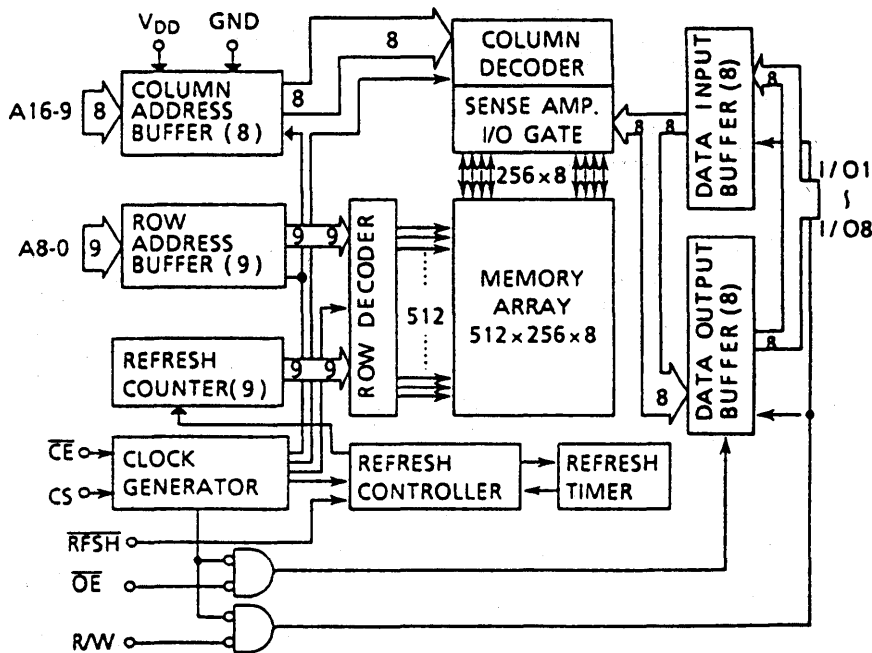 VDD
GND
A16-9
8
COLUMN
ADDRESS
BUFFER (8)
8
8
COLUMN
DECODER
SENSE AMP.
I/O GATE
256×8
8
8
DATA INPUT
BUFFER (8)
8
I/O1
~
I/O8
A8-0
9
ROW
ADDRESS
BUFFER (9)
9
9
ROW DECODER
512
MEMORY
ARRAY
512×256×8
8
DATA OUTPUT
BUFFER (8)
8
REFRESH
COUNTER(9)
9
9
CE
CS
CLOCK
GENERATOR
REFRESH
CONTROLLER
REFRESH
TIMER
RFSH
OE
R/W